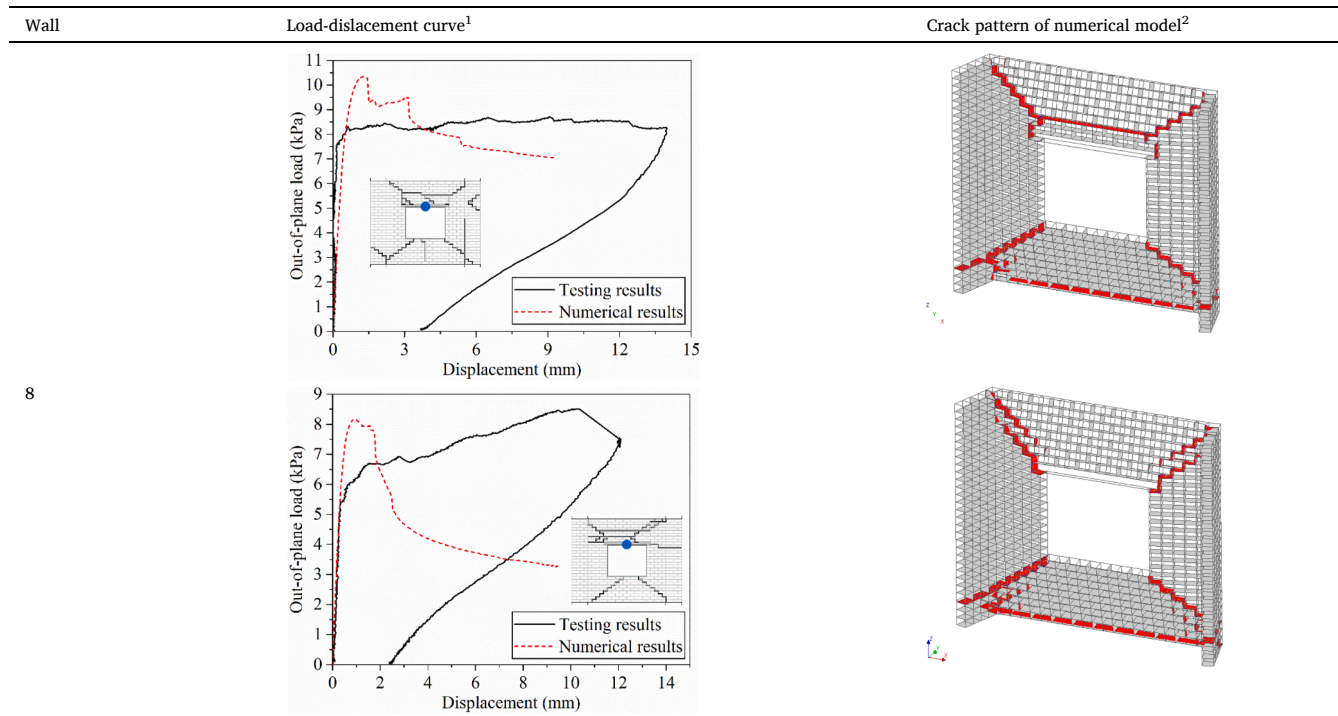 Wall Load-dislacement curve1 Crack pattern of numerical model2
11
10
9
8
7
6
5
4
3
2
1
0
Out-of-plane load (kPa)
Testing results
Numerical results
0 3 6 9 12 15
Displacement (mm)
Z
Y
X
8
9
8
7
6
5
4
3
2
1
0
Out-of-plane load (kPa)
Testing results
Numerical results
0 2 4 6 8 10 12 14
Displacement (mm)
Z
Y
X